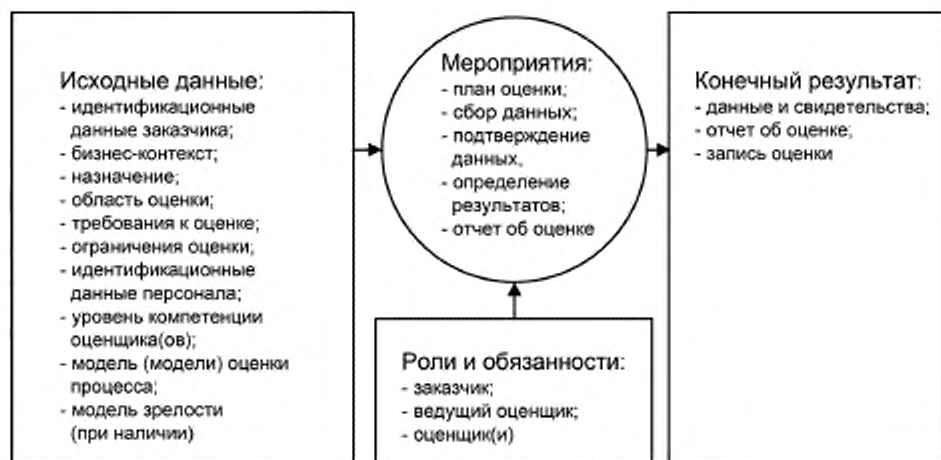 Исходные данные:
- идентификационные
данные заказчика;
- бизнес-контекст;
- назначение;
- область оценки;
- требования к оценке;
- ограничения оценки;
- идентификационные
данные персонала;
- уровень компетенции
оценщика(ов);
- модель (модели) оценки
процесса;
- модель зрелости
(при наличии)
Мероприятия:
- план оценки;
- сбор данных;
- подтверждение
данных,
- определение
результатов;
- отчет об оценке
Роли и обязанности:
- заказчик;
- ведущий оценщик;
- оценщик(и)
Конечный результат:
- данные и свидетельства;
- отчет об оценке;
- запись оценки